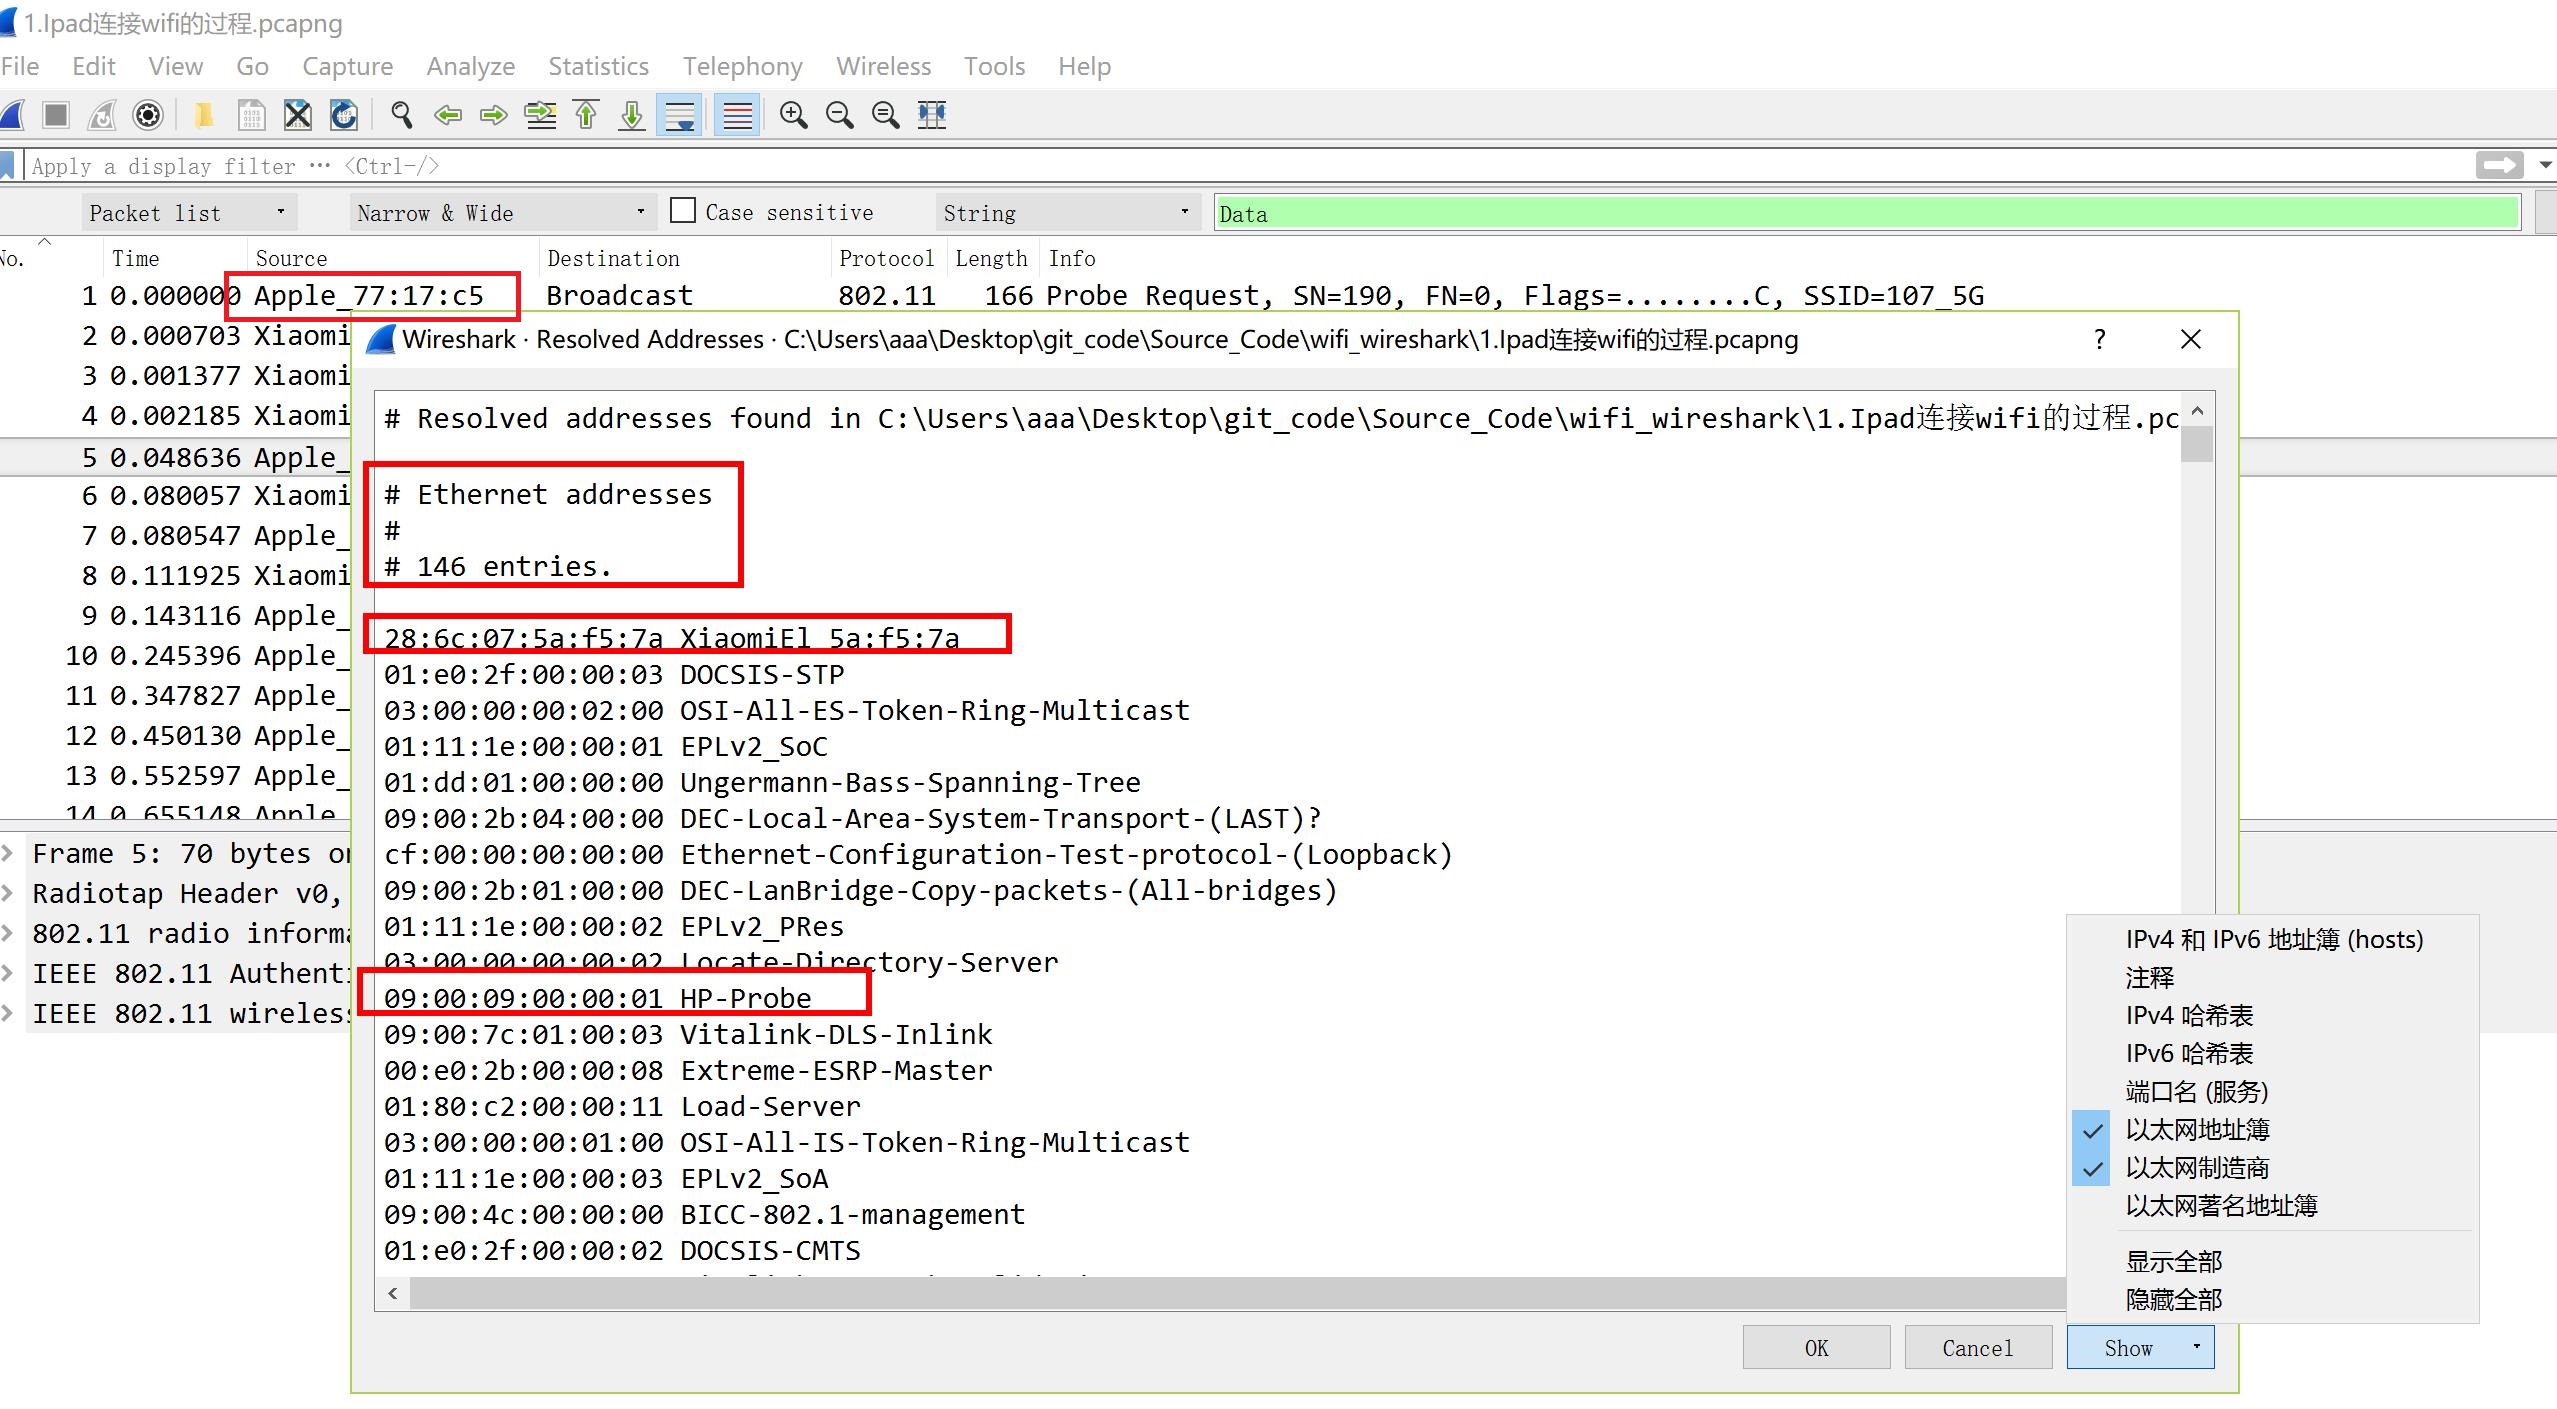 1.Ipad连接wifi的过程.pcapng
File Edit View Go Capture Analyze Statistics Telephony Wireless Tools Help
Apply a display filter … <Ctrl-/>
Packet list Narrow & Wide Case sensitive String Data
No. Time Source Destination Protocol Length Info
1 0.000000 Apple_77:17:c5 Broadcast 802.11 166 Probe Request, SN=190, FN=0, Flags=........C, SSID=107_5G
2 0.000703 Xiaomi
3 0.001377 Xiaomi
4 0.002185 Xiaomi
5 0.048636 Apple_
6 0.080057 Xiaomi
7 0.080547 Apple_
8 0.111925 Xiaomi
9 0.143116 Apple_
10 0.245396 Apple_
11 0.347827 Apple_
12 0.450130 Apple_
13 0.552597 Apple_
14 0.655148 Apple
Frame 5: 70 bytes on
Radiotap Header v0,
802.11 radio informa
IEEE 802.11 Authenti
IEEE 802.11 wireless
Wireshark · Resolved Addresses · C:\Users\aaa\Desktop\git_code\Source_Code\wifi_wireshark\1.Ipad连接wifi的过程.pcapng ?
# Resolved addresses found in C:\Users\aaa\Desktop\git_code\Source_Code\wifi_wireshark\1.Ipad连接wifi的过程.pc
# Ethernet addresses
#
# 146 entries.
28:6c:07:5a:f5:7a XiaomiEl_5a:f5:7a
01:e0:2f:00:00:03 DOCSIS-STP
03:00:00:00:02:00 OSI-All-ES-Token-Ring-Multicast
01:11:1e:00:00:01 EPLv2_SoC
01:dd:01:00:00:00 Ungermann-Bass-Spanning-Tree
09:00:2b:04:00:00 DEC-Local-Area-System-Transport-(LAST)?
cf:00:00:00:00:00 Ethernet-Configuration-Test-protocol-(Loopback)
09:00:2b:01:00:00 DEC-LanBridge-Copy-packets-(All-bridges)
01:11:1e:00:00:02 EPLv2_PRes
03:00:00:00:00:02 Locate-Directory-Server
09:00:09:00:00:01 HP-Probe
09:00:7c:01:00:03 Vitalink-DLS-Inlink
00:e0:2b:00:00:08 Extreme-ESRP-Master
01:80:c2:00:00:11 Load-Server
03:00:00:00:01:00 OSI-All-IS-Token-Ring-Multicast
01:11:1e:00:00:03 EPLv2_SoA
09:00:4c:00:00:00 BICC-802.1-management
01:e0:2f:00:00:02 DOCSIS-CMTS
IPv4 和 IPv6 地址簿 (hosts)
注释
IPv4 哈希表
IPv6 哈希表
端口名 (服务)
以太网地址簿
以太网制造商
以太网著名地址簿
显示全部
隐藏全部
OK Cancel Show